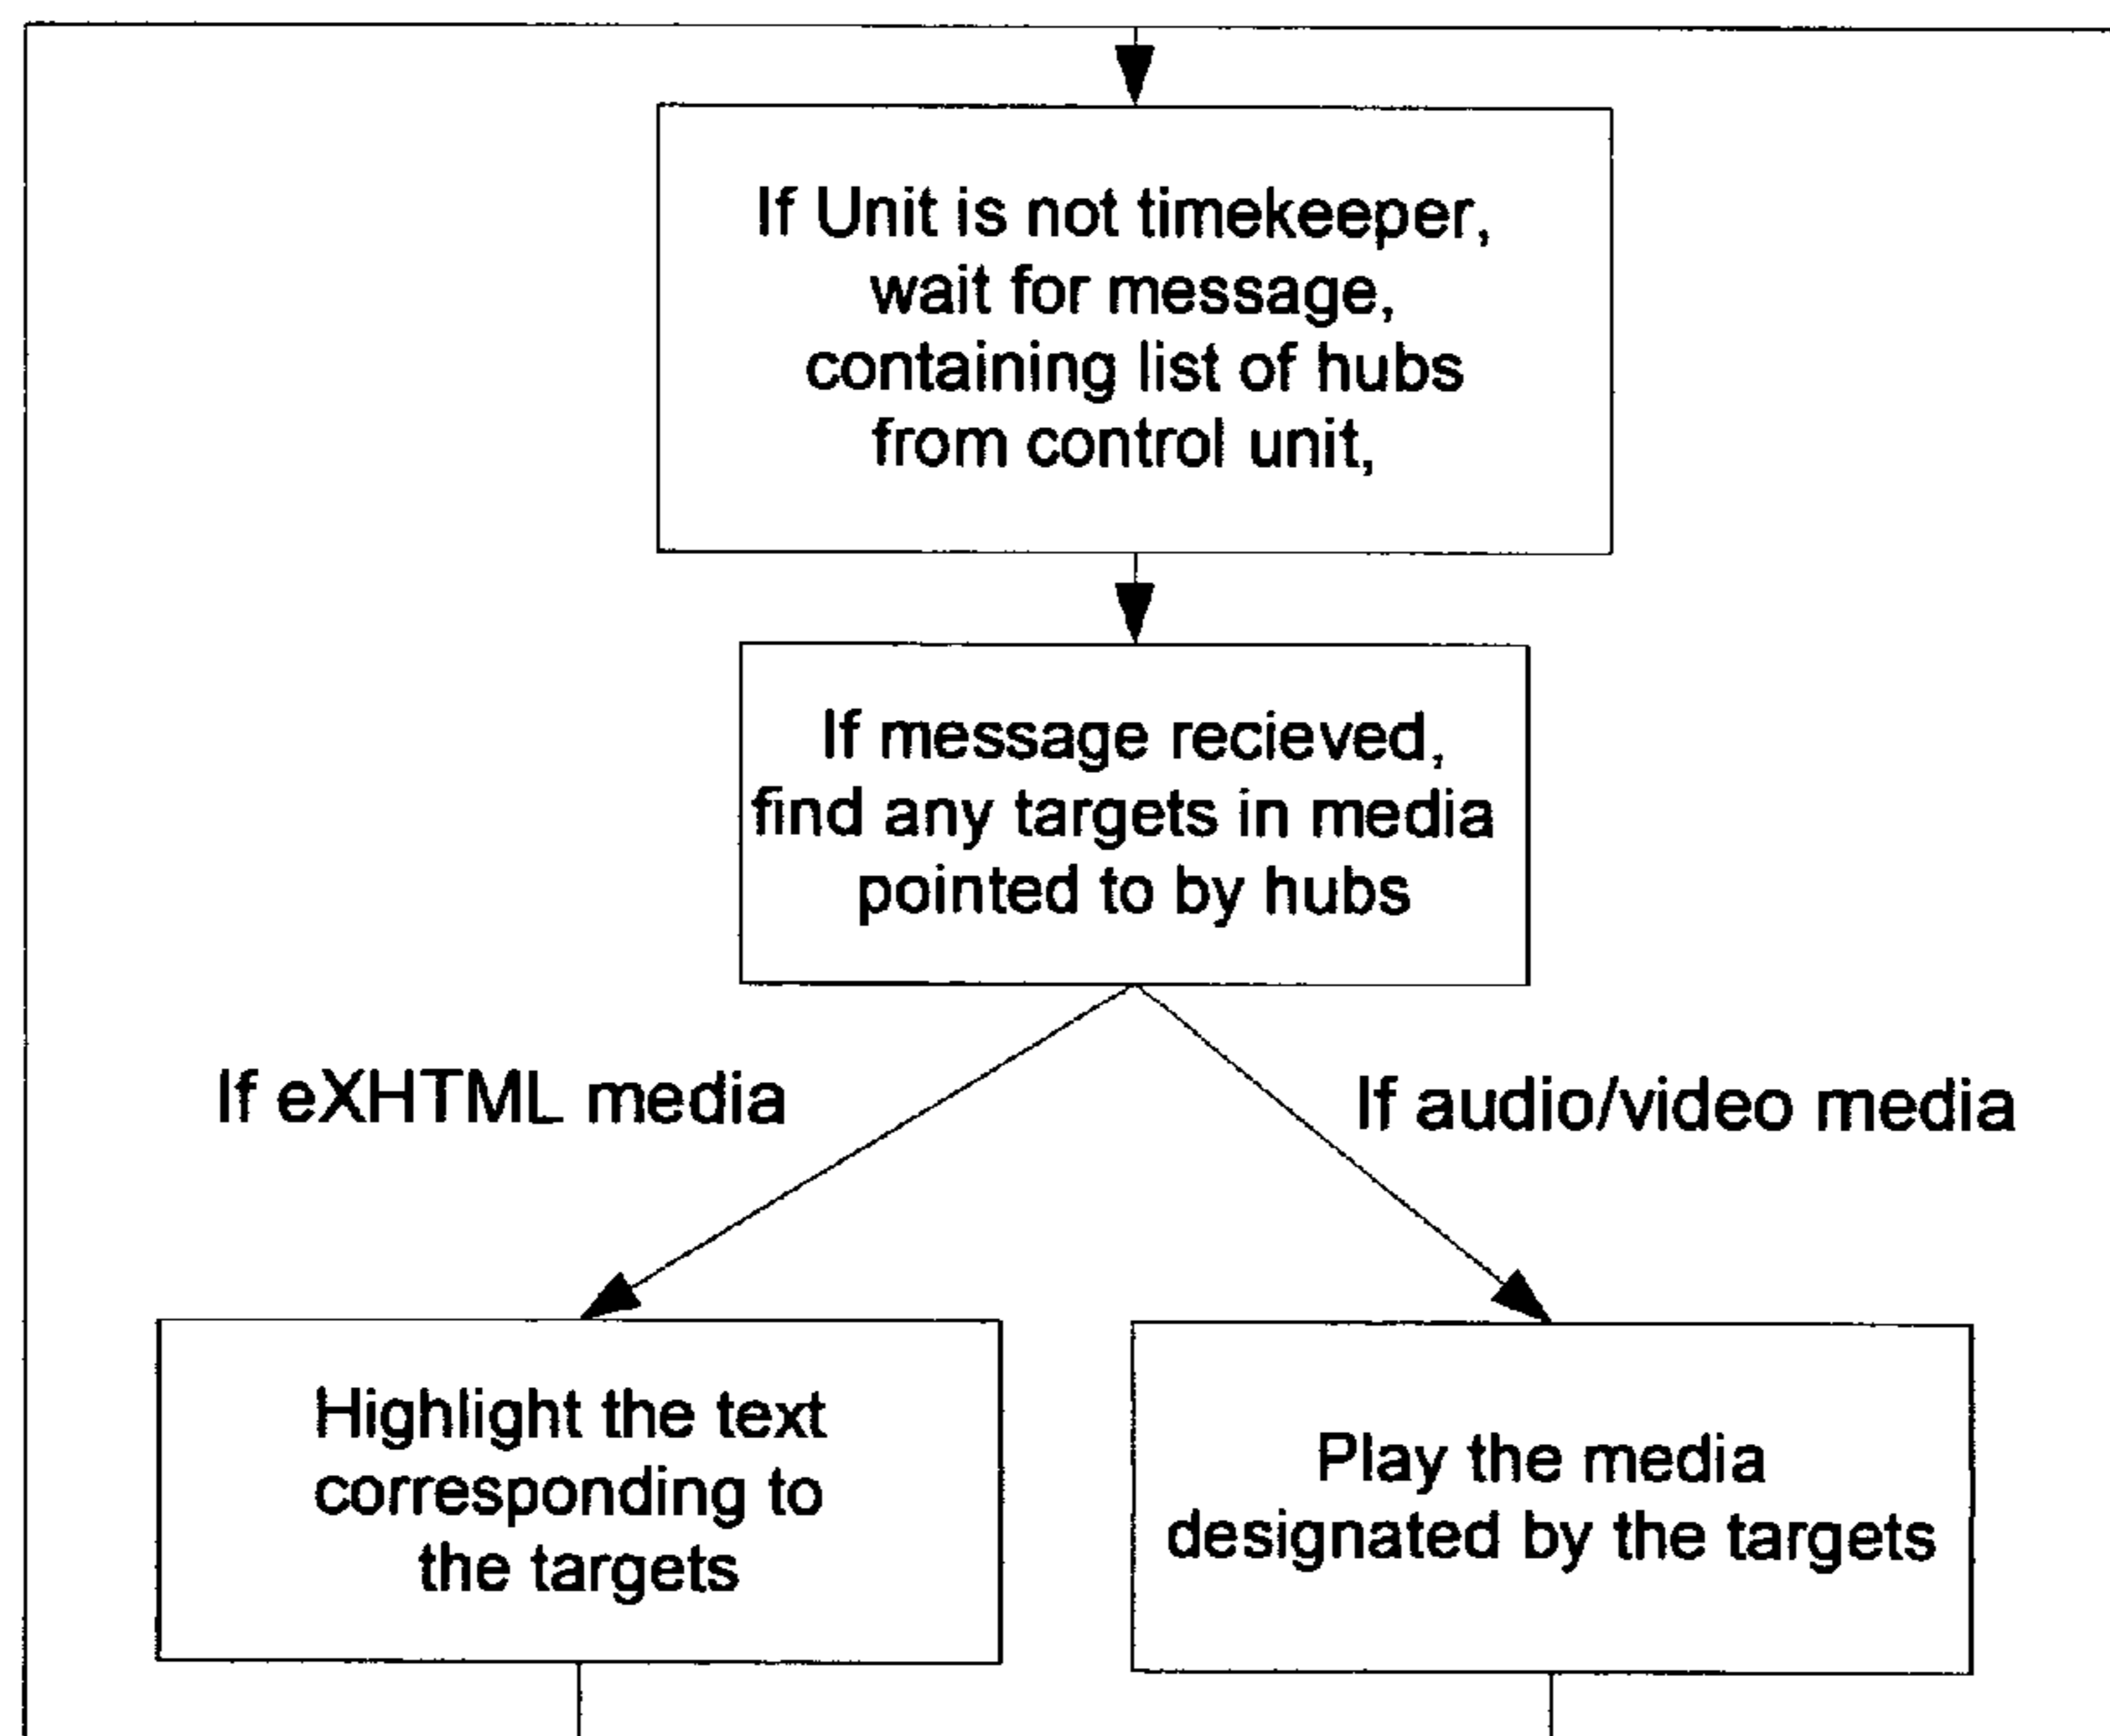 If Unit is not timekeeper,
wait for message,
containing list of hubs
from control unit,
If message recieved,
find any targets in media
pointed to by hubs
If eXHTML media
If audio/video media
Highlight the text
corresponding to
the targets
Play the media
designated by the targets